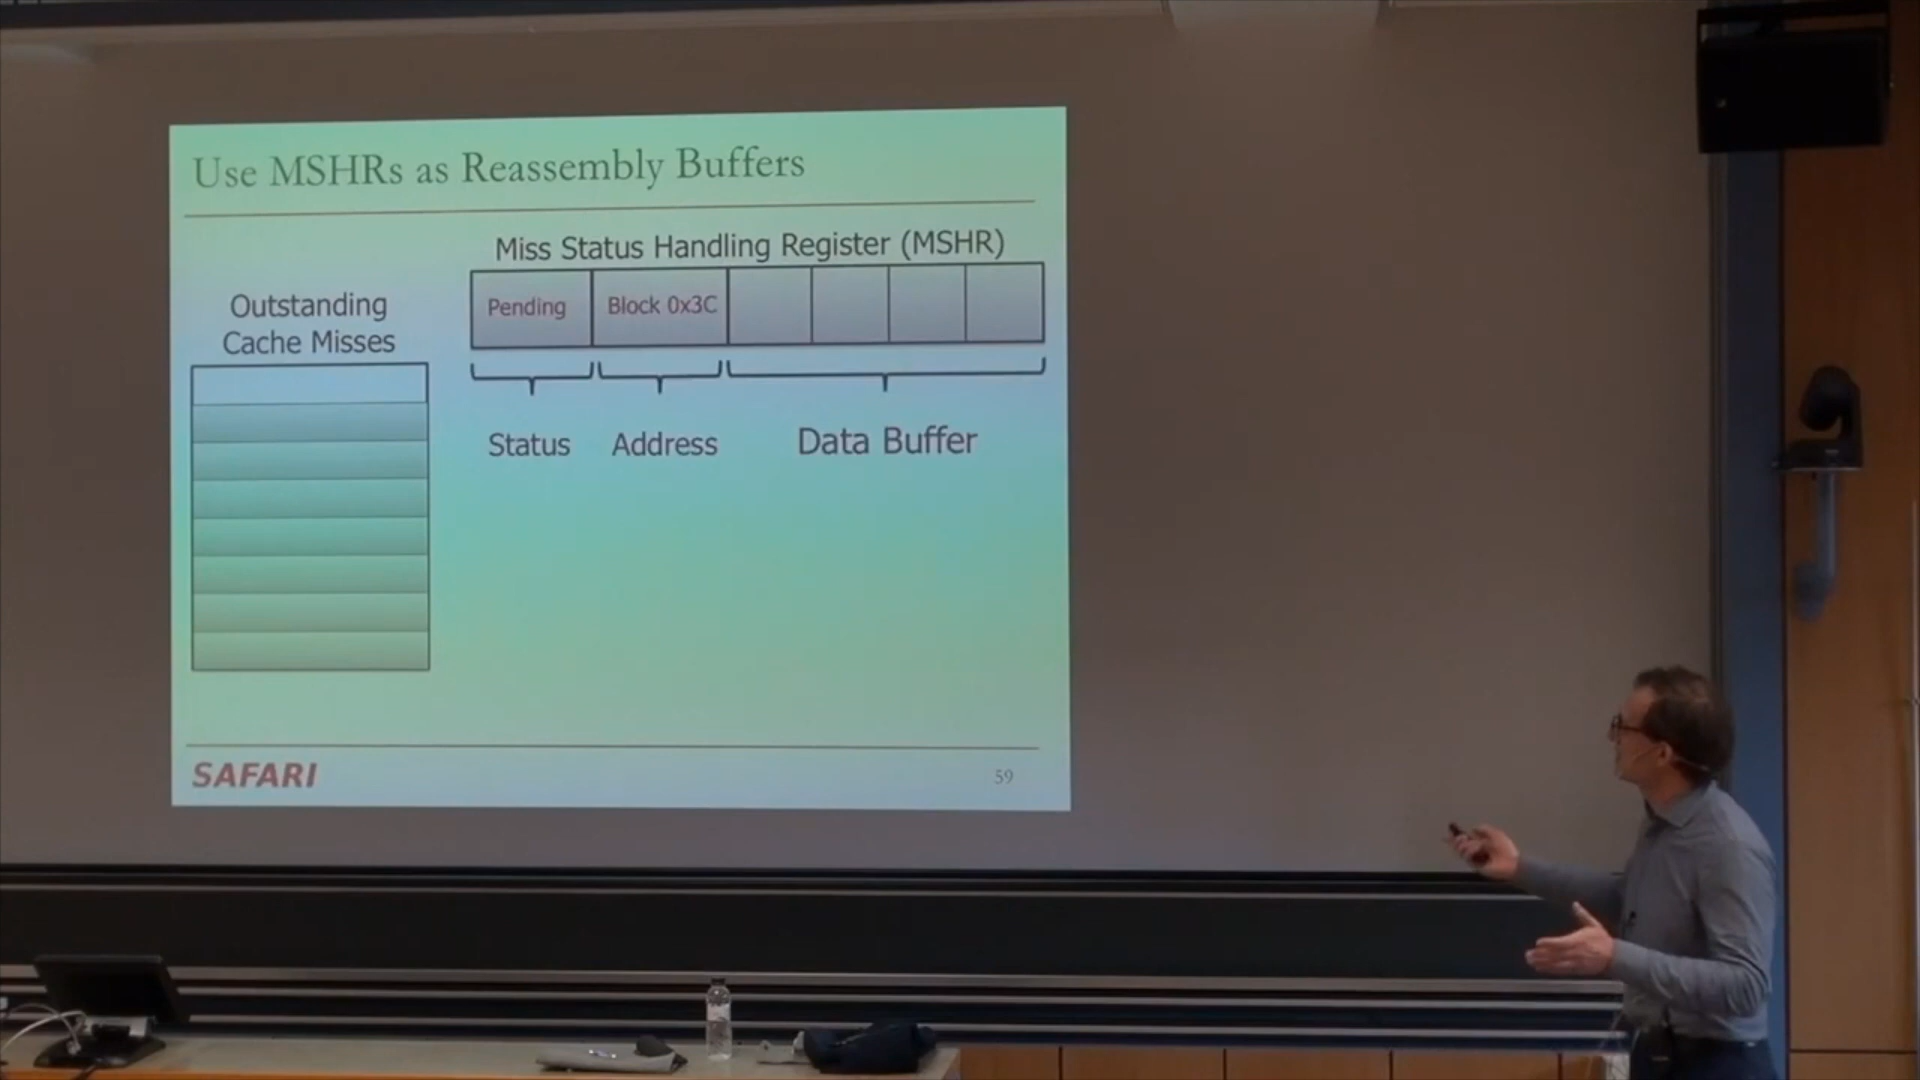 Use MSHRs as Reassembly Buffers
Miss Status Handling Register (MSHR)
Outstanding
Cache Misses
Pending
Block 0x3C
Status
Address
Data Buffer
SAFARI
59